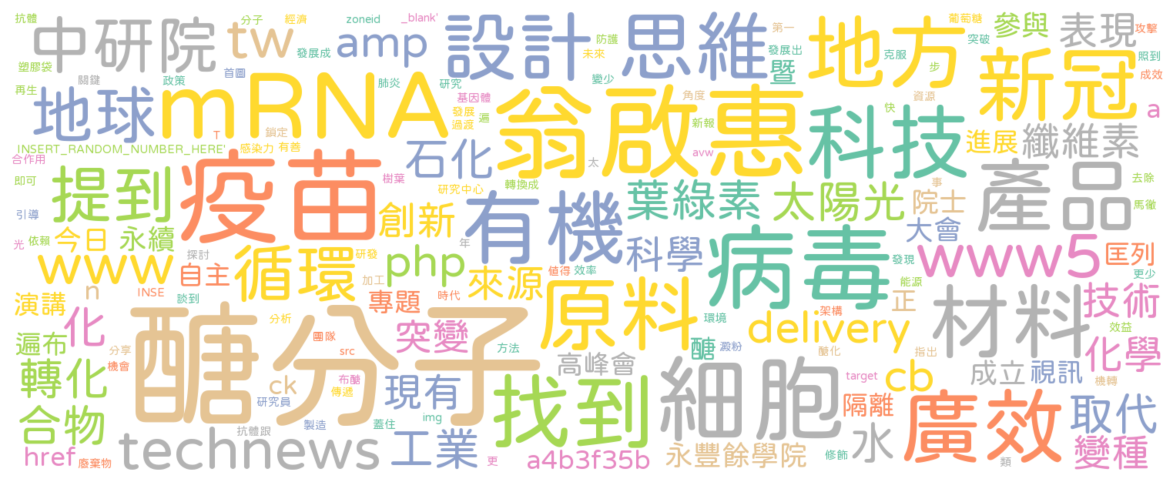 抗體
分子
經濟
zoneid
_blank'
中研院
tw
發展成
amp
設計
思維
防護
未來
第一
地方
葡萄糖
突破
參與
表現
攻擊
塑膠袋
關鍵
政策
首圖
肺炎
研究
變少
暨
克服
步
新冠
照到
成效
再生
地球
mRNA
基因體
發展
過渡
遏
翁啟惠
角度
新報
科技
快
資源
a
INSERT_RANDOM_NUMBER_HERE'
T
鎖定
感染力
有善
進展
纖維素
合作用
即可
提到
疫苗
樹葉
石化
研究中心
轉換成
太
avw
產品
去除
引導
創新
有機
葉綠素
太陽光
院士
事
馬徹
光
依賴
今日
永續
探討
研發
年
科學
病毒
大會
發現
www5
匡列
www
自主
循環
加工
php
來源
值得
效率
能源
更少
演講
n
INSE
談到
專題
時代
原料
環境
架構
正
材料
技術
化
遍布
醣分子
分析
團隊
突變
方法
醣
澱粉
delivery
效益
化學
分享
機會
src
高峰會
醣化
指出
轉化
ck
布醣
傳遞
現有
找到
細胞
target
cb
成立
視訊
機轉
合物
研究員
製造
img
蓋住
隔離
廣效
取代
technews
抗體跟
工業
水
href
廢棄物
更
a4b3f35b
永豐餘學院
修飾
類
變種